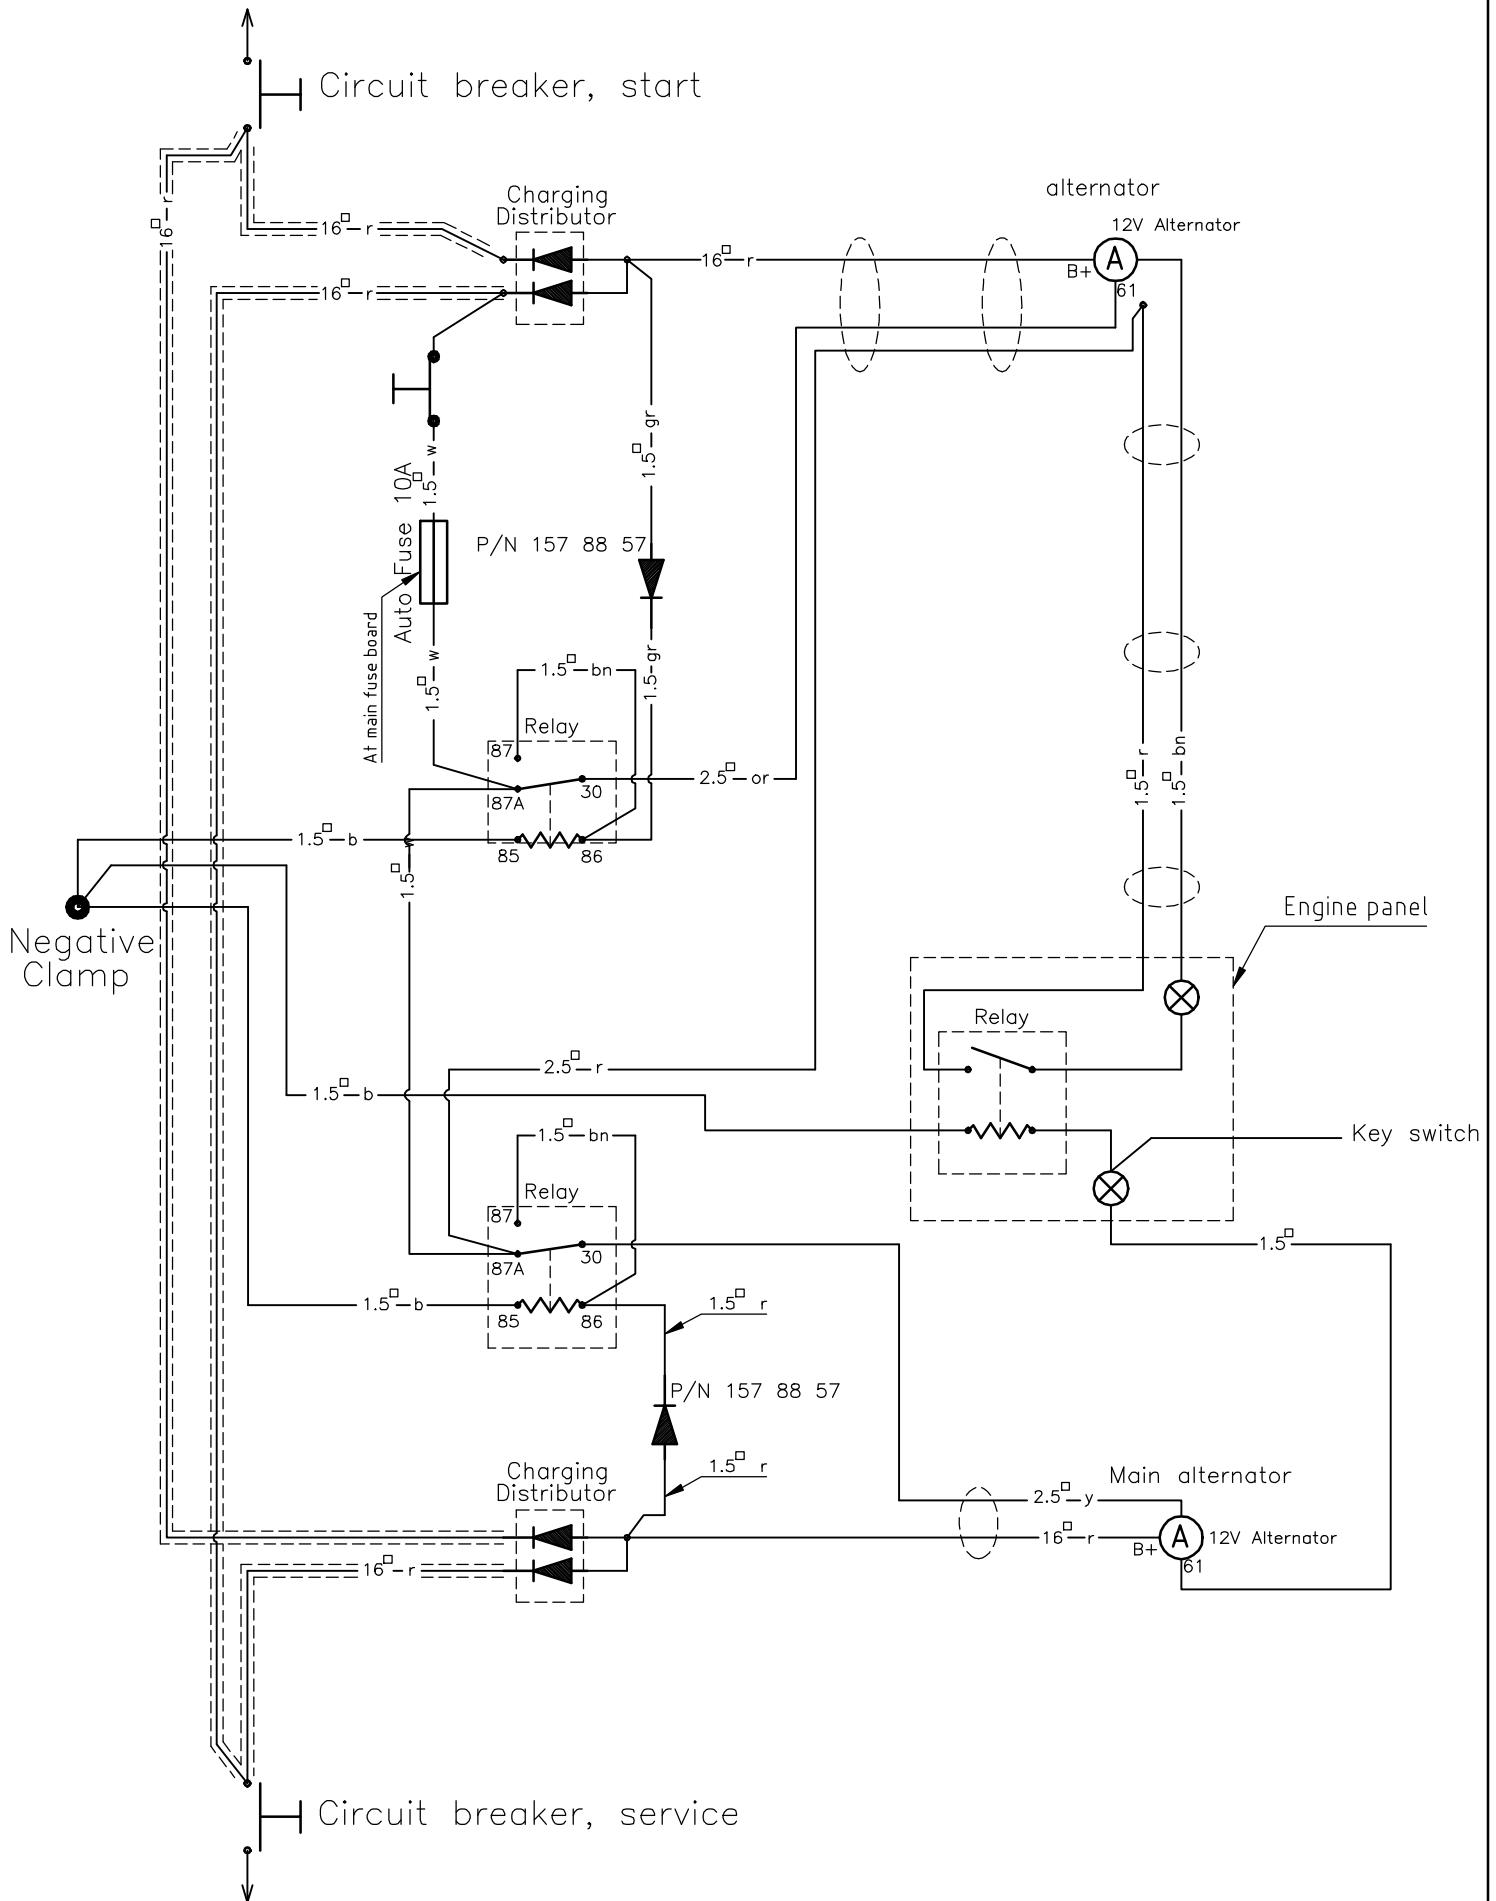 Circuit breaker, start
Charging
Distributor
alternator
12V Alternator
A
B+
61
16□ r
16□ r
16□ r
16□ r
1.5□ w
1.5□ gr
Auto Fuse 10A
At main fuse board
P/N 157 88 57
1.5□ w
1.5 gr
1.5□ bn
Relay
87
87A
30
85
86
2.5□ or
1.5□ b
1.5□ w
1.5□ r
1.5□ bn
Negative
Clamp
Engine panel
Relay
Key switch
2.5□ r
1.5□ b
1.5□ bn
Relay
87
87A
30
85
86
1.5□
1.5□ b
1.5□ r
P/N 157 88 57
1.5□ r
Charging
Distributor
Main alternator
2.5□ y
16□ r
A
12V Alternator
B+
61
16□ r
Circuit breaker, service